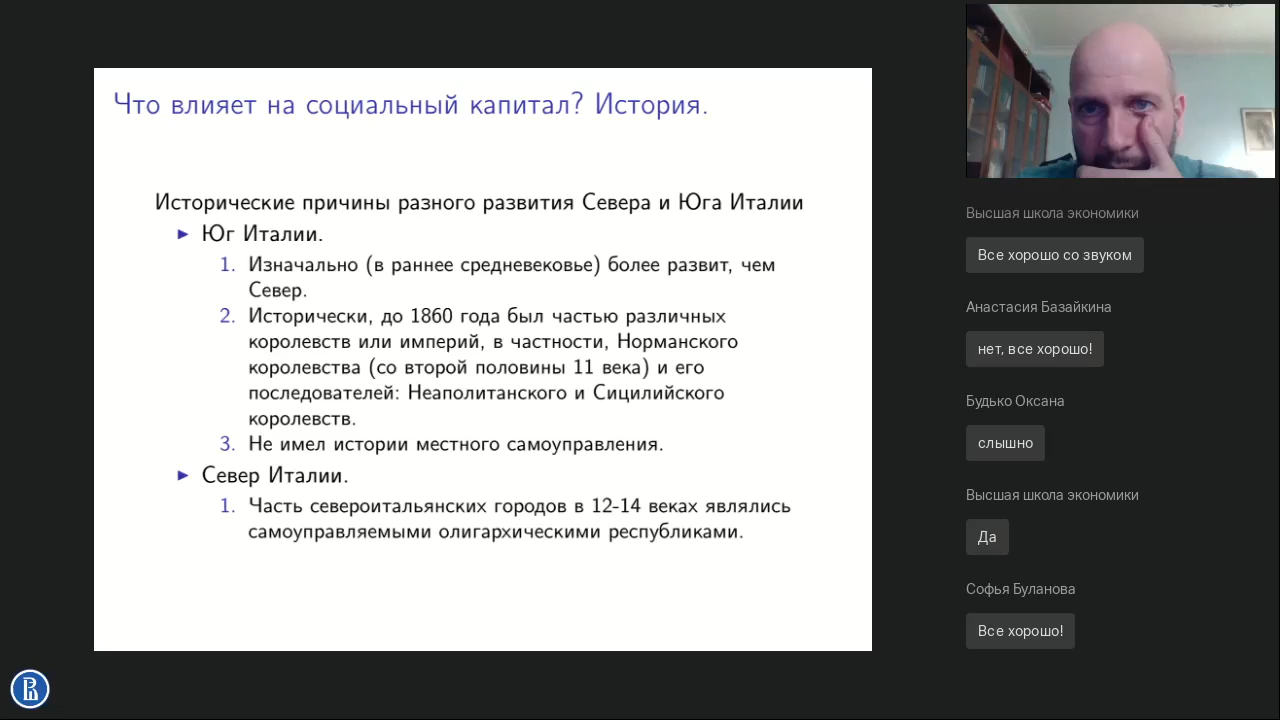 Что влияет на социальный капитал? История.
Исторические причины разного развития Севера и Юга Италии
Юг Италии.
1. Изначально (в раннее средневековье) более развит, чем
Север.
2. Исторически, до 1860 года был частью различных
королевств или империй, в частности, Норманского
королевства (со второй половины 11 века) и его
последователей: Неаполитанского и Сицилийского
королевств.
3. Не имел истории местного самоуправления.
Север Италии.
1. Часть североитальянских городов в 12-14 веках являлись
самоуправляемыми олигархическими республиками.
Высшая школа экономики
Все хорошо со звуком
Анастасия Базайкина
нет, все хорошо!
Будько Оксана
слышно
Высшая школа экономики
Да
Софья Буланова
Все хорошо!